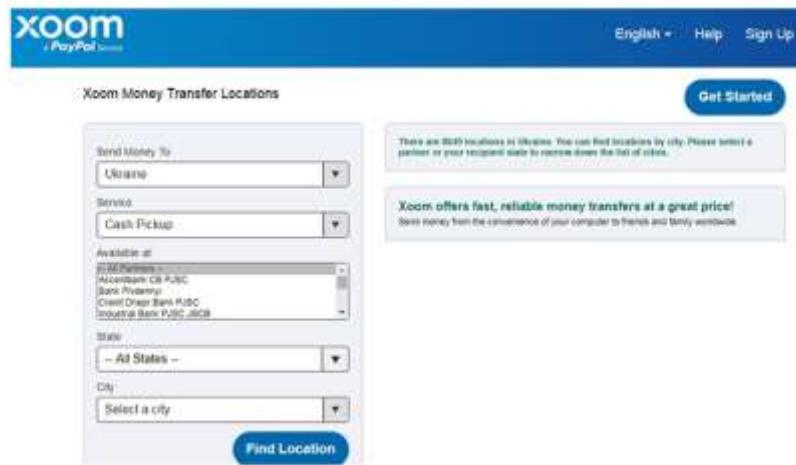 xoom
a PayPal Service
English
Help
Sign Up
Xoom Money Transfer Locations
Get Started
Send Money To
Ukraine
Service
Cash Pickup
Available at
-- All Partners --
Accentbank CB PJSC
Bank Pivdennyi
Credit Dnepr Bank PJSC
Industrial Bank PJSC JSCB
State
-- All States --
City
Select a city
Find Location
There are locations in Ukraine. You can find locations by city. Please select a
partner or your recipient state to narrow down the list of cities.
Xoom offers fast, reliable money transfers at a great price!
Send money from the convenience of your computer to friends and family worldwide